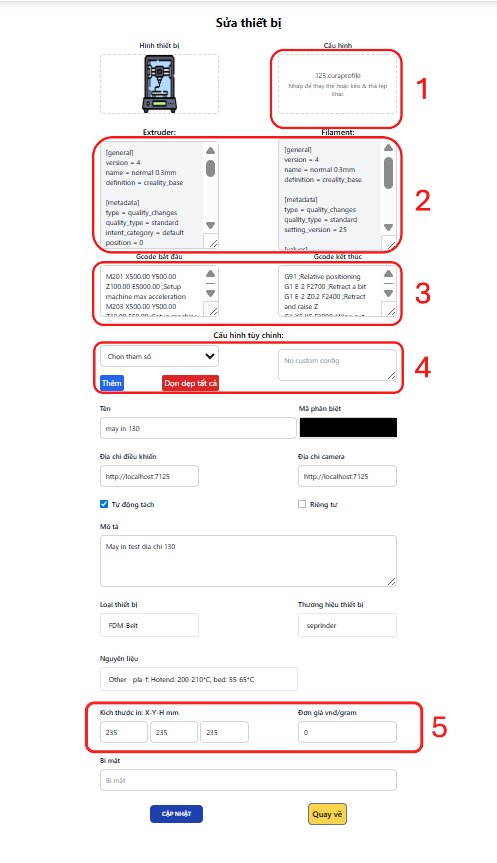 Sửa thiết bị
Hình thiết bị
Cấu hình
123.curaprofile
Nhấp để thay thế hoặc kéo & thả tệp
khác
1
Extruder:
Filament:
[general]
version = 4
name = normal 0.3mm
definition = creality_base
[metadata]
type = quality_changes
quality_type = standard
intent_category = default
position = 0
[general]
version = 4
name = normal 0.3mm
definition = creality_base
[metadata]
type = quality_changes
quality_type = standard
setting_version = 25
[values]
2
Gcode bắt đầu
Gcode kết thúc
M201 X500.00 Y500.00
Z100.00 E5000.00 ;Setup
machine max acceleration
M203 X500.00 Y500.00
G91 ;Relative positioning
G1 E-2 F2700 ;Retract a bit
G1 E-2 Z0.2 F2400 ;Retract
and raise Z
3
Cấu hình tùy chỉnh:
Chọn tham số
No custom config
Thêm
Dọn dẹp tất cả
4
Tên
Mã phân biệt
may in 130
Địa chỉ điều khiển
Địa chỉ camera
http://localhost:7125
http://localhost:7125
Tự động tách
Riêng tư
Mô tả
May in test dia chi 130
Loại thiết bị
Thương hiệu thiết bị
FDM-Belt
seprinder
Nguyên liệu
Other - pla -f: Hotend: 200-210°C, bed: 55-65°C
Kích thước in: X-Y-H mm
Đơn giá vnd/gram
235
235
235
0
5
Bí mật
Bí mật
CẬP NHẬT
Quay về